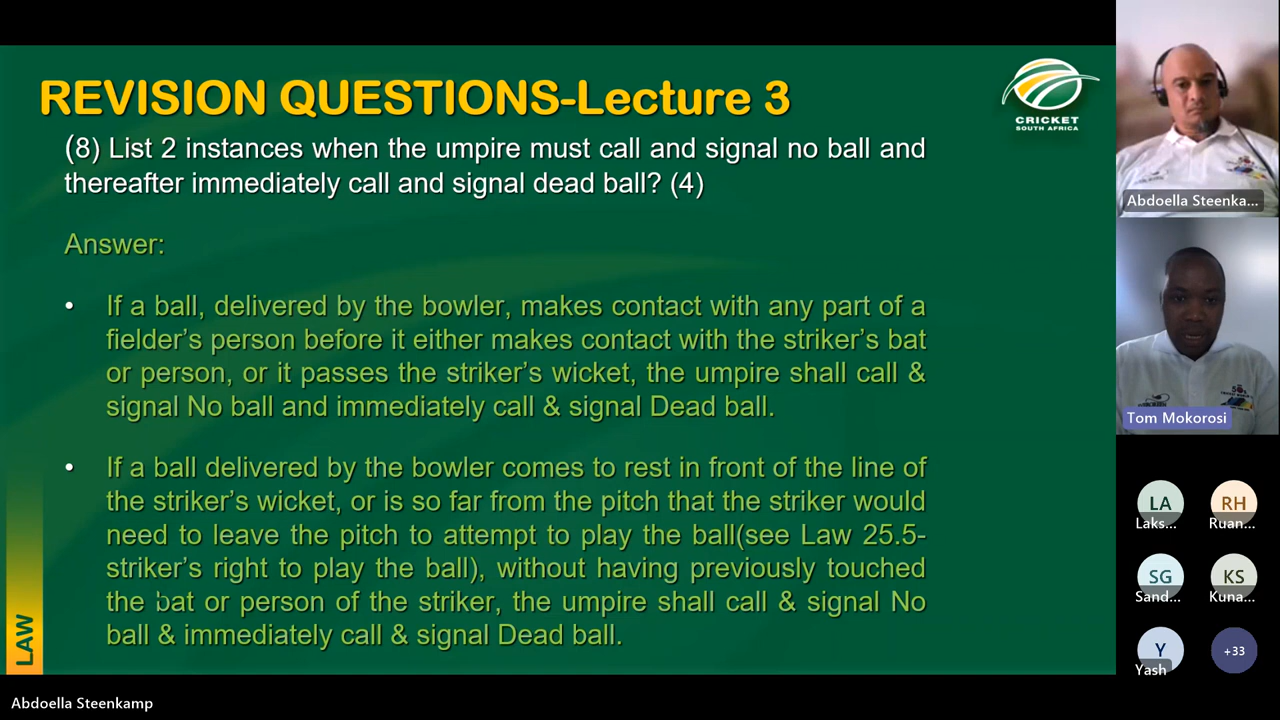 REVISION QUESTIONS-Lecture 3
CRICKET
SOUTH AFRICA
(8) List 2 instances when the umpire must call and signal no ball and
thereafter immediately call and signal dead ball? (4)
Answer:
• If a ball, delivered by the bowler, makes contact with any part of a
fielder’s person before it either makes contact with the striker’s bat
or person, or it passes the striker’s wicket, the umpire shall call &
signal No ball and immediately call & signal Dead ball.
• If a ball delivered by the bowler comes to rest in front of the line of
the striker’s wicket, or is so far from the pitch that the striker would
need to leave the pitch to attempt to play the ball(see Law 25.5-
striker’s right to play the ball), without having previously touched
the bat or person of the striker, the umpire shall call & signal No
ball & immediately call & signal Dead ball.
LAW
Abdoella Steenka...
Tom Mokorosi
LA
Laks...
RH
Ruan...
SG
Sand...
KS
Kuna...
Y
Yash
+33
Abdoella Steenkamp